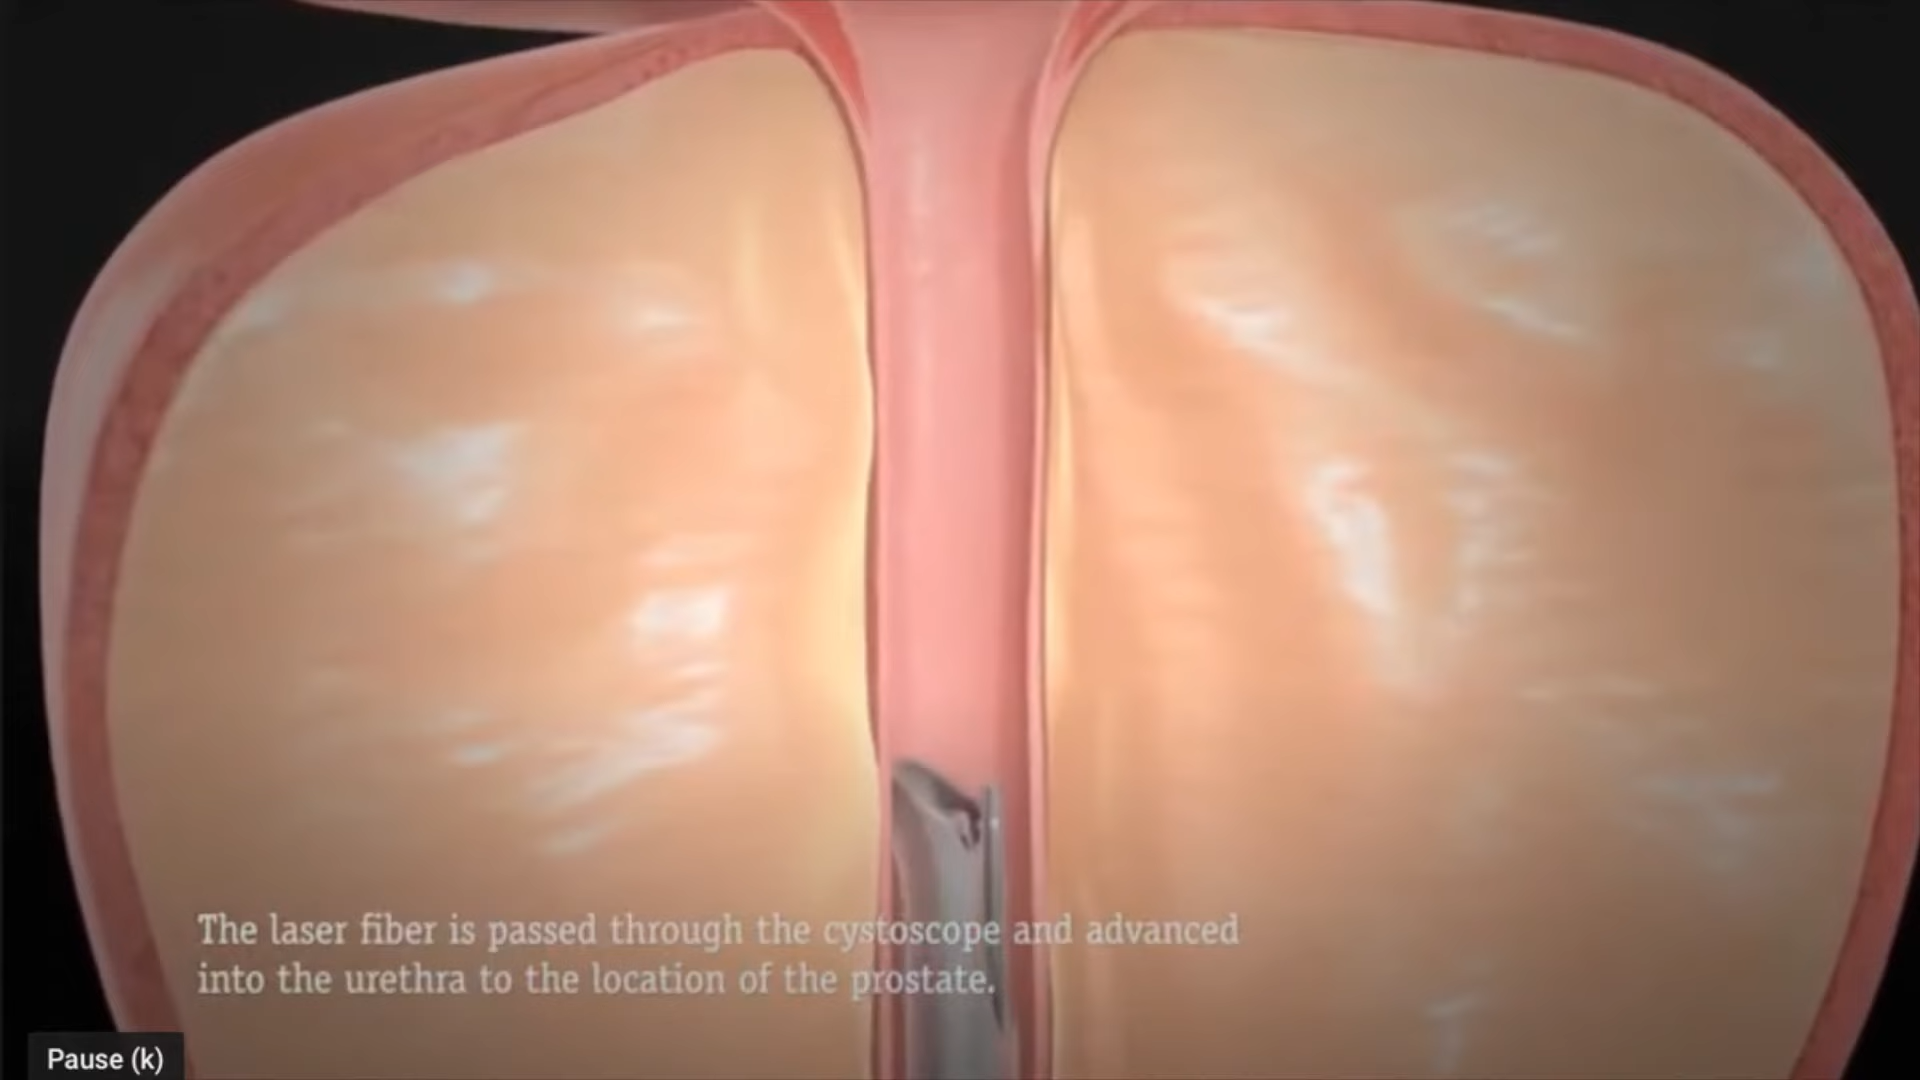 The laser fiber is passed through the cystoscope and advanced
into the urethra to the location of the prostate.
Pause (k)